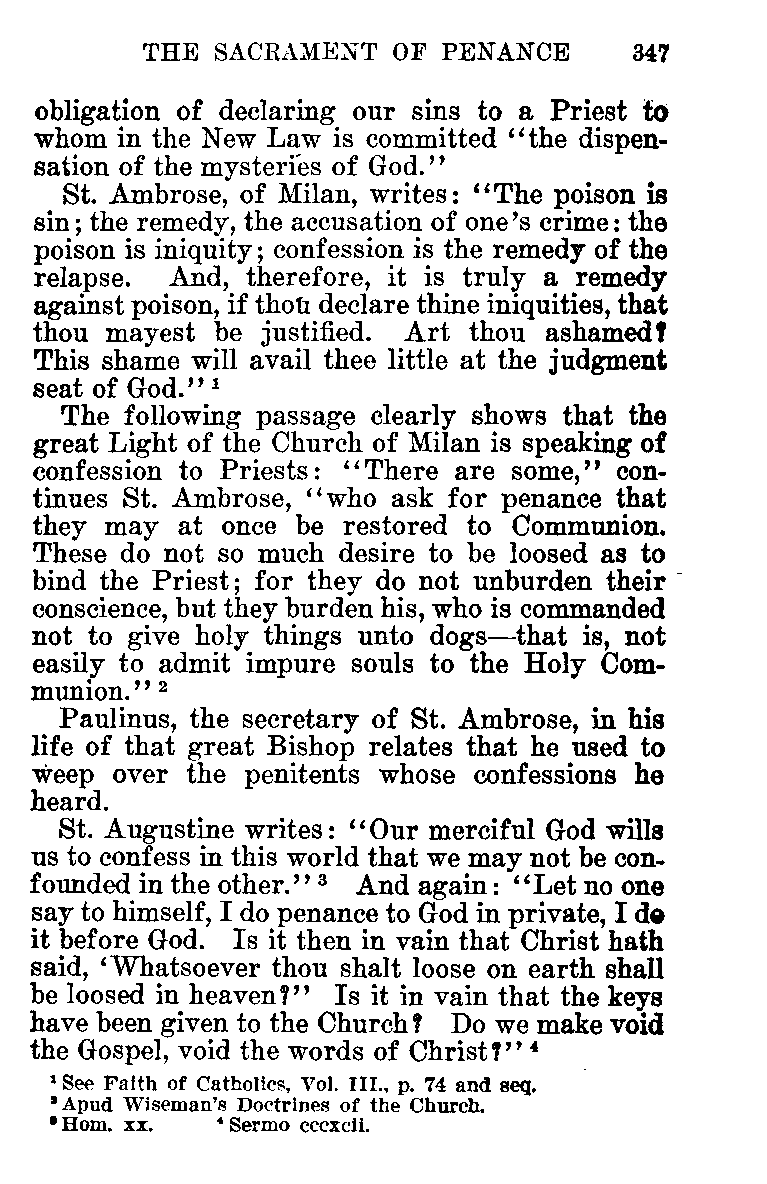 THE SACRAMENT OF PENANCE 347
obligation of declaring our sins to a Priest to
whom in the New Law is committed “the dispen-
sation of the mysteries of God.”
St. Ambrose, of Milan, writes: “The poison is
sin; the remedy, the accusation of one’s crime: the
poison is iniquity; confession is the remedy of the
relapse. And, therefore, it is truly a remedy
against poison, if thou declare thine iniquities, that
thou mayest be justified. Art thou ashamed?
This shame will avail thee little at the judgment
seat of God.” ¹
The following passage clearly shows that the
great Light of the Church of Milan is speaking of
confession to Priests: “There are some,” con-
tinues St. Ambrose, “who ask for penance that
they may at once be restored to Communion.
These do not so much desire to be loosed as to
bind the Priest; for they do not unburden their
conscience, but they burden his, who is commanded
not to give holy things unto dogs—that is, not
easily to admit impure souls to the Holy Com-
munion.” ²
Paulinus, the secretary of St. Ambrose, in his
life of that great Bishop relates that he used to
weep over the penitents whose confessions he
heard.
St. Augustine writes: “Our merciful God wills
us to confess in this world that we may not be con-
founded in the other.” ³ And again: “Let no one
say to himself, I do penance to God in private, I do
it before God. Is it then in vain that Christ hath
said, ‘Whatsoever thou shalt loose on earth shall
be loosed in heaven?” Is it in vain that the keys
have been given to the Church? Do we make void
the Gospel, void the words of Christ?” ⁴
¹ See Faith of Catholics, Vol. III., p. 74 and seq.
² Apud Wiseman’s Doctrines of the Church.
³ Hom. xx. ⁴ Sermo cccxcii.